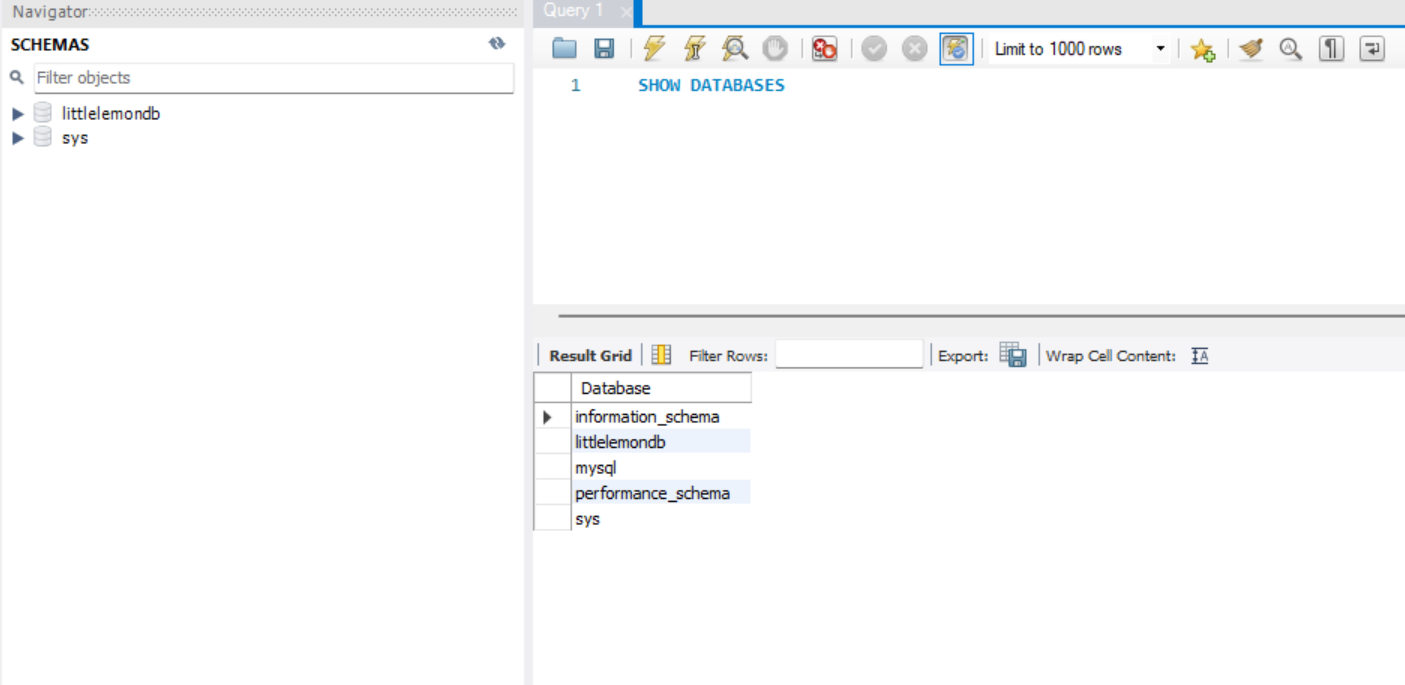 Navigator
SCHEMAS
Filter objects
littlelemondb
sys
Query 1
Limit to 1000 rows
1 SHOW DATABASES
Result Grid Filter Rows: Export: Wrap Cell Content:
Database
information_schema
littlelemondb
mysql
performance_schema
sys